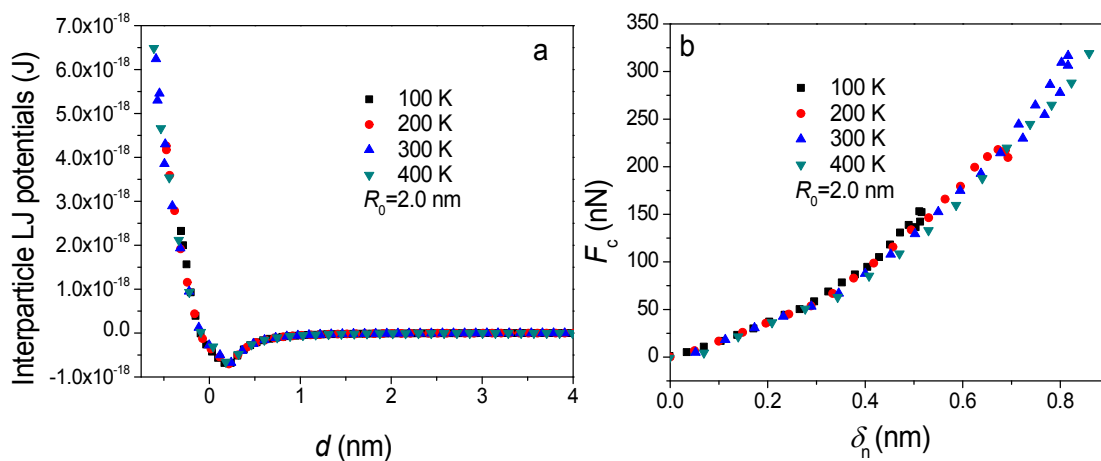 a
Interparticle LJ potentials (J)
7.0x10⁻¹⁸
6.0x10⁻¹⁸
5.0x10⁻¹⁸
4.0x10⁻¹⁸
3.0x10⁻¹⁸
2.0x10⁻¹⁸
1.0x10⁻¹⁸
0.0
-1.0x10⁻¹⁸
100 K
200 K
300 K
400 K
R₀=2.0 nm
0 1 2 3 4
d (nm)
b
F_c (nN)
350
300
250
200
150
100
50
0
100 K
200 K
300 K
400 K
R₀=2.0 nm
0.0 0.2 0.4 0.6 0.8
δₙ (nm)